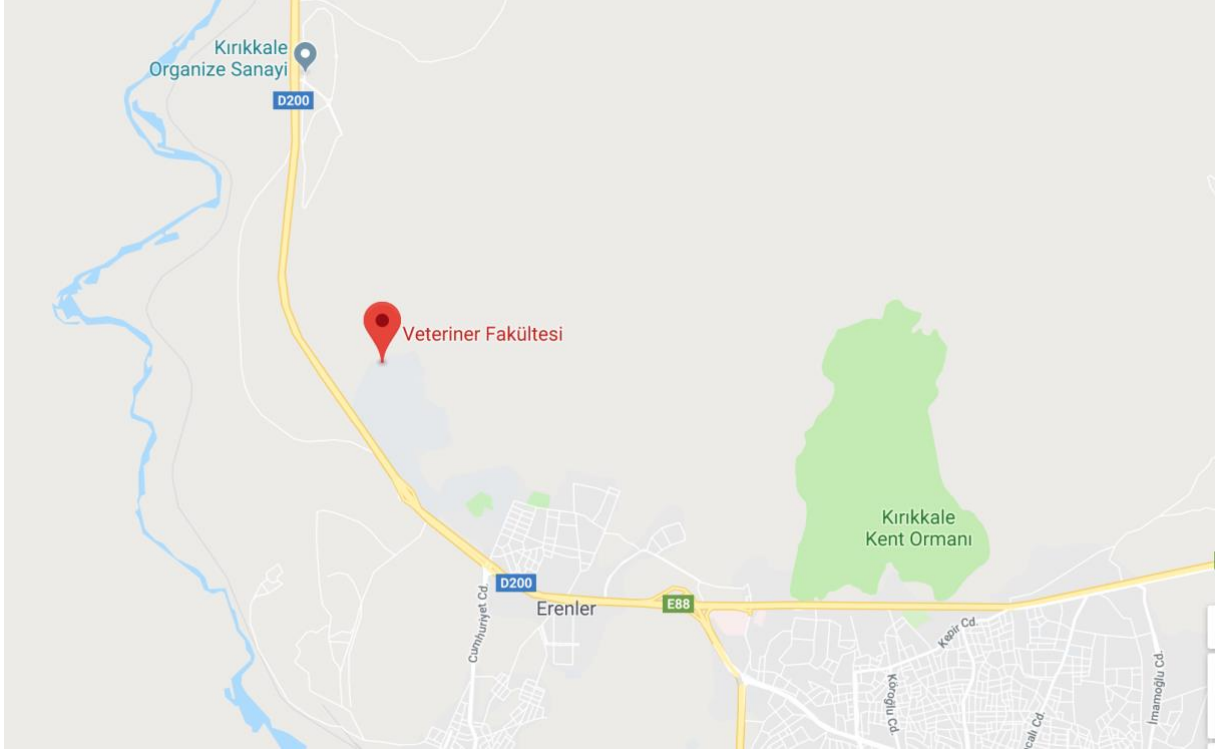 Kırıkkale
Organize Sanayi
D200
Veteriner Fakültesi
Kırıkkale
Kent Ormanı
D200
E88
Erenler
Cumhuriyet Cd.
Kepir Cd.
Köroğlu Cd.
İmamoğlu Cd.